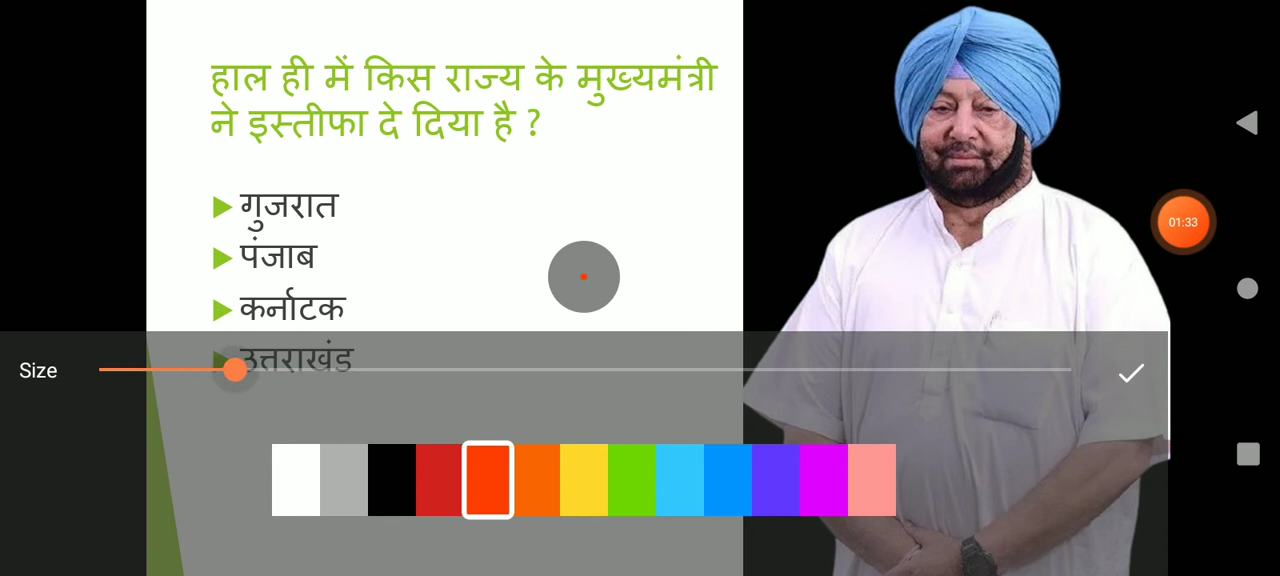 हाल ही में किस राज्य के मुख्यमंत्री
ने इस्तीफा दे दिया है ?
गुजरात
पंजाब
कर्नाटक
उत्तराखंड
Size
01:33